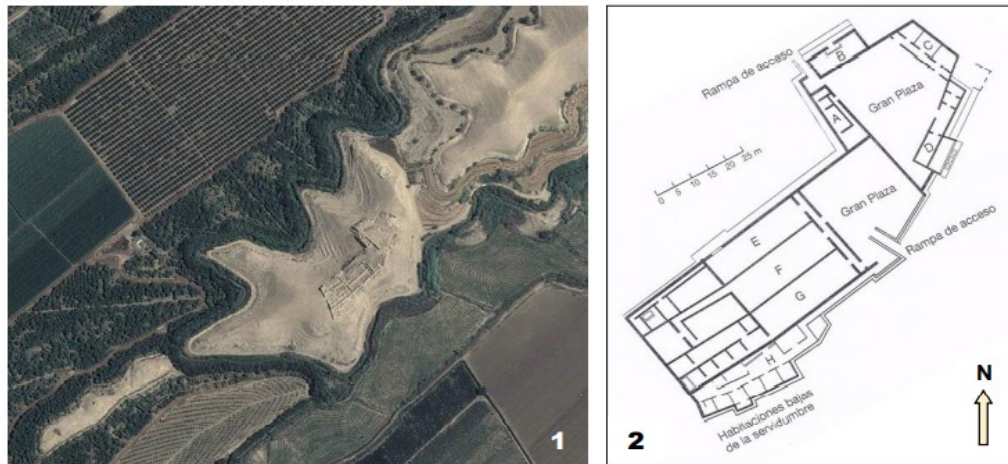 1
Rampa de acceso
B
C
Gran Plaza
A
D
0 5 10 15 20 25 m
Gran Plaza
E
Rampa de acceso
F
G
H
Habitaciones bajas
de la servidumbre
N
2